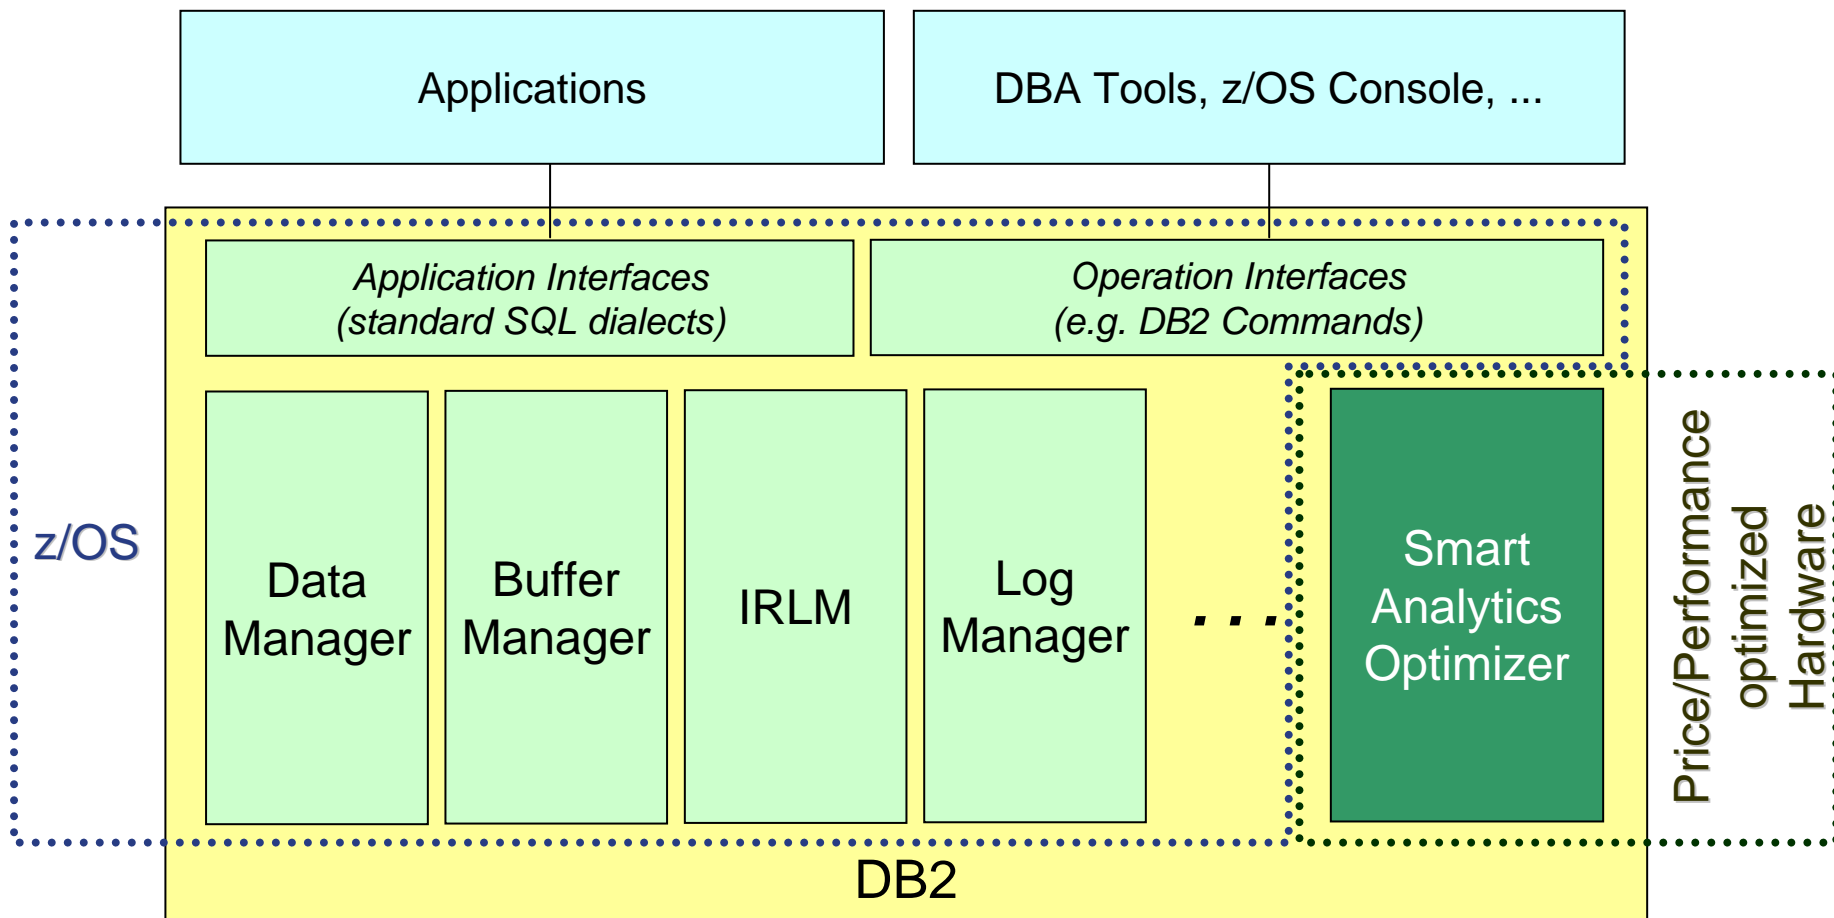 Applications
DBA Tools, z/OS Console, ...
Application Interfaces
(standard SQL dialects)
Operation Interfaces
(e.g. DB2 Commands)
z/OS
Data
Manager
Buffer
Manager
IRLM
Log
Manager
. . .
Smart
Analytics
Optimizer
Price/Performance
optimized
Hardware
DB2